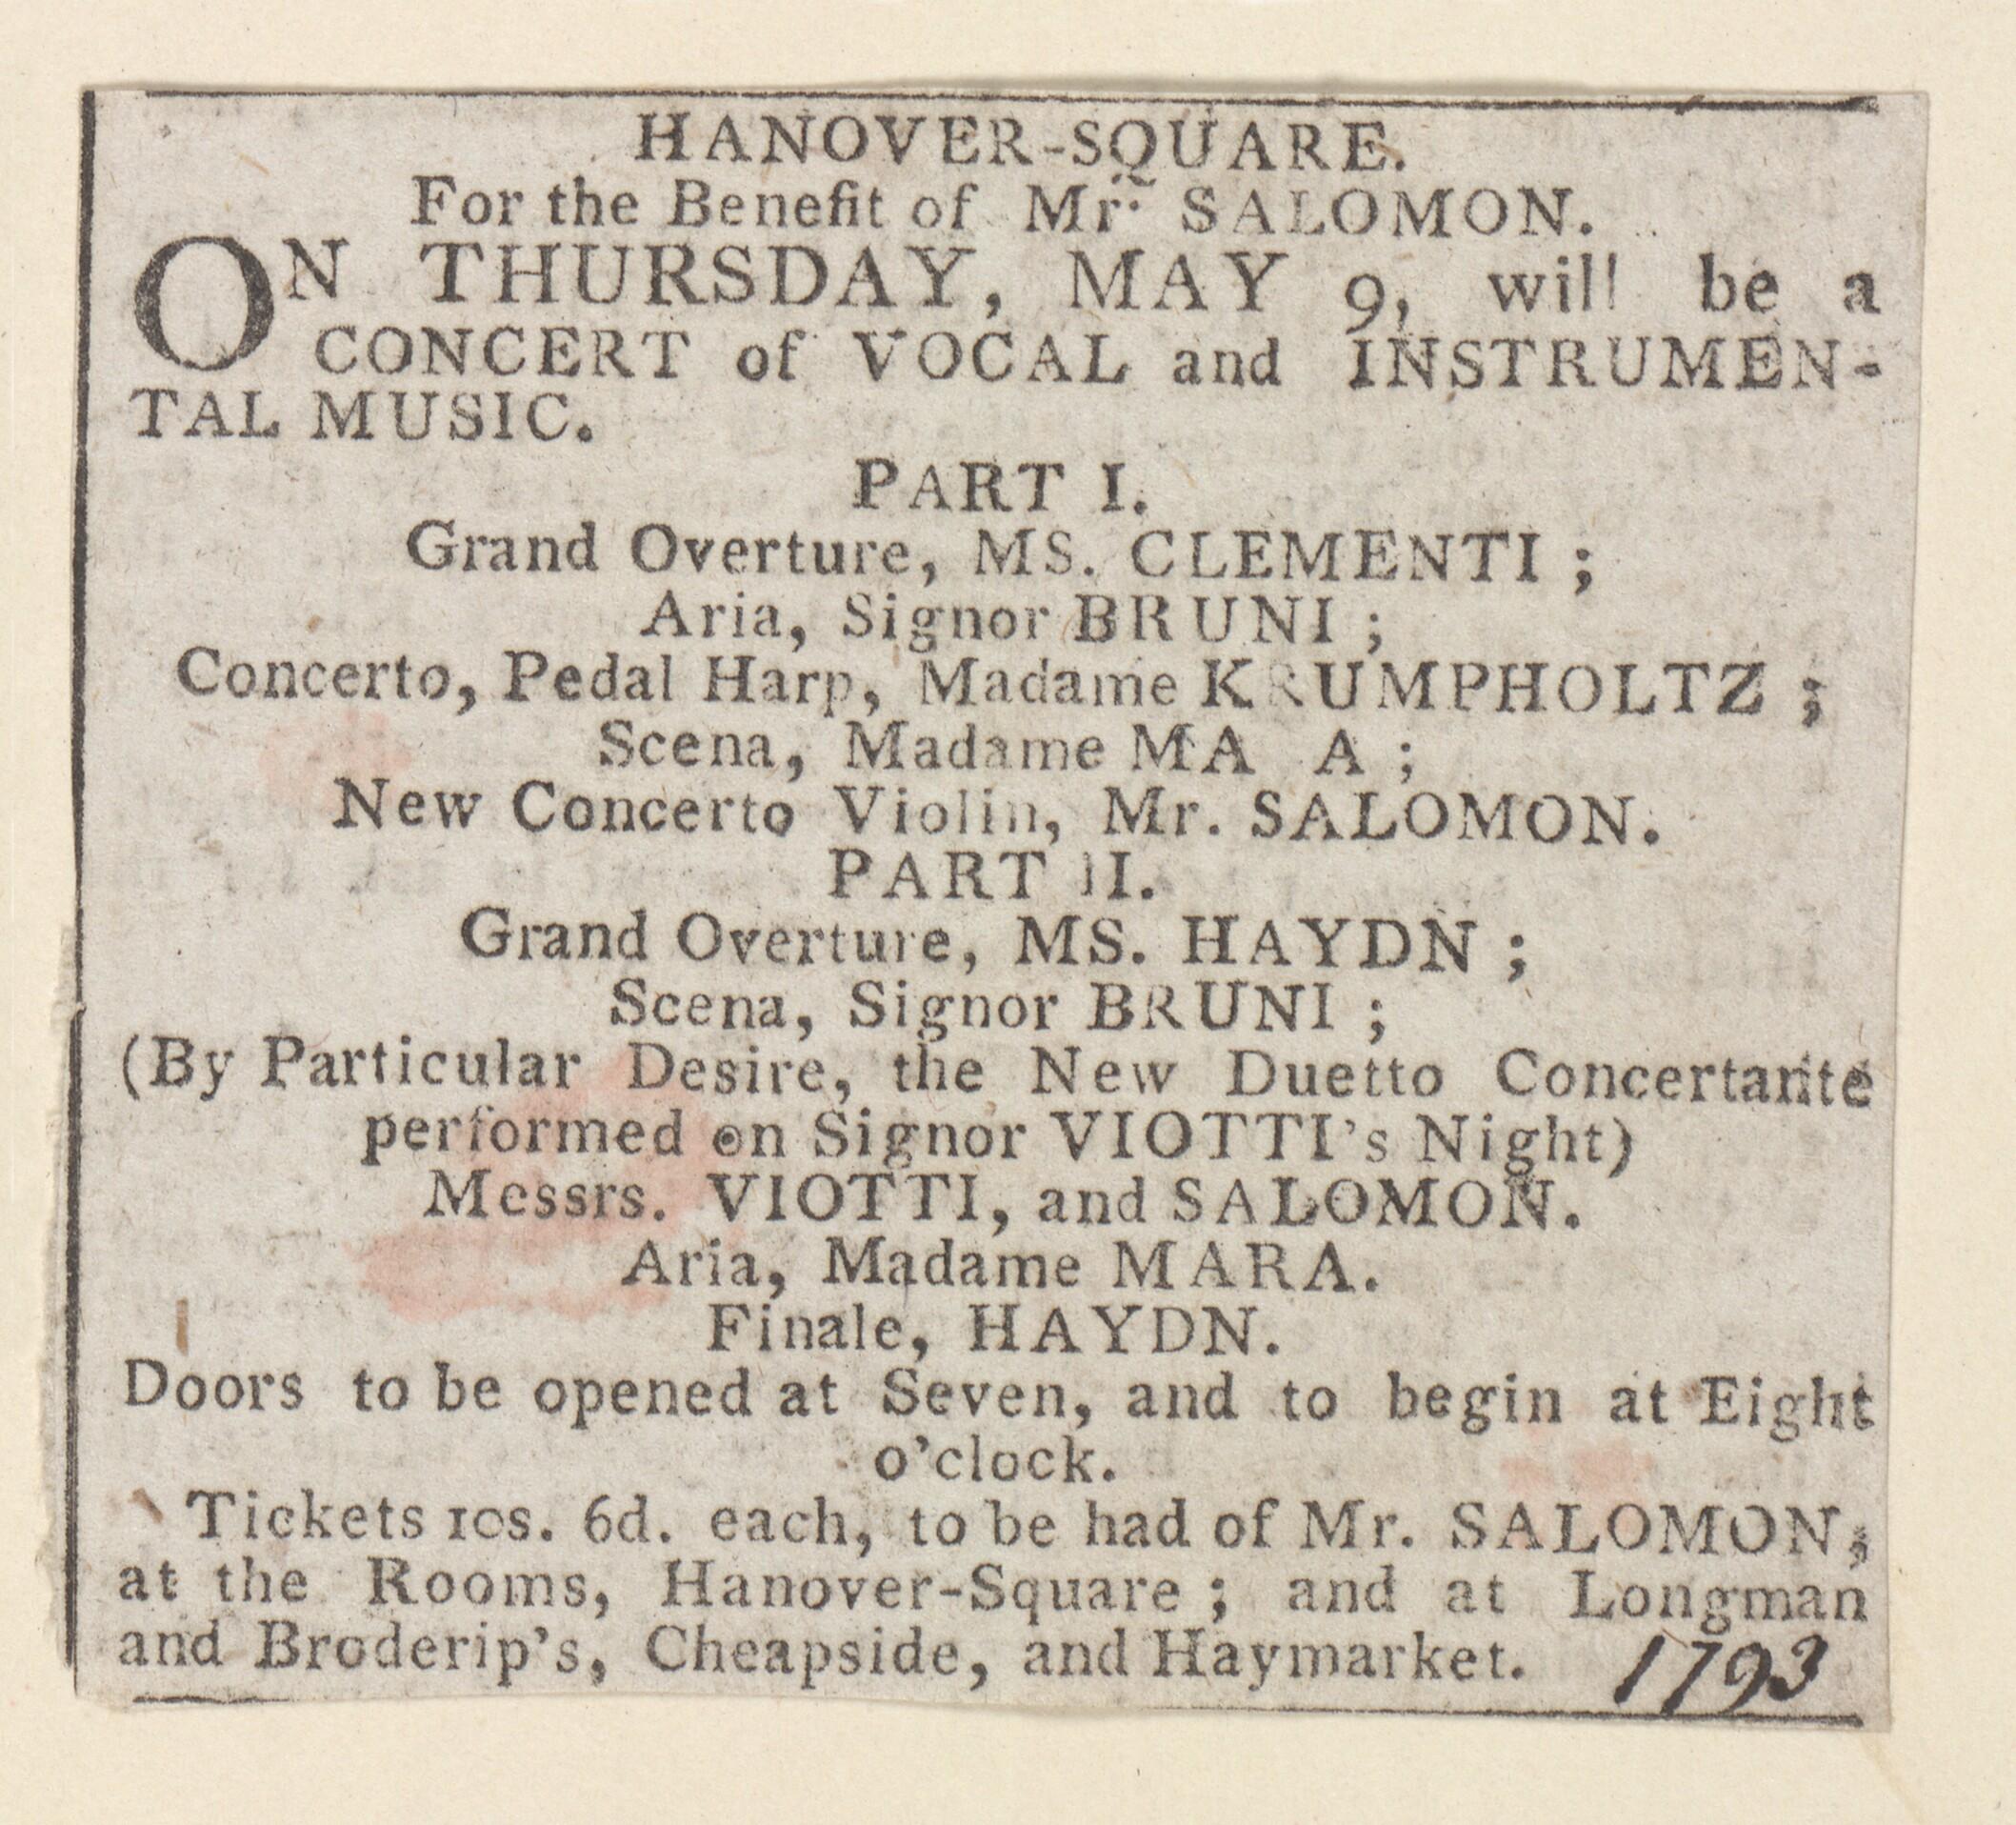 HANOVER-SQUARE.
For the Benefit of Mr. SALOMON.
ON THURSDAY, MAY 9, will be a
CONCERT of VOCAL and INSTRUMEN-
TAL MUSIC.
PART I.
Grand Overture, MS. CLEMENTI ;
Aria, Signor BRUNI ;
Concerto, Pedal Harp, Madame KRUMPHOLTZ ;
Scena, Madame MA A ;
New Concerto Violin, Mr. SALOMON.
PART II.
Grand Overture, MS. HAYDN ;
Scena, Signor BRUNI ;
(By Particular Desire, the New Duetto Concertante
performed on Signor VIOTTI's Night)
Messrs. VIOTTI, and SALOMON.
Aria, Madame MARA.
Finale, HAYDN.
Doors to be opened at Seven, and to begin at Eight
o'clock.
Tickets 10s. 6d. each, to be had of Mr. SALOMON,
at the Rooms, Hanover-Square ; and at Longman
and Broderip's, Cheapside, and Haymarket. 1793